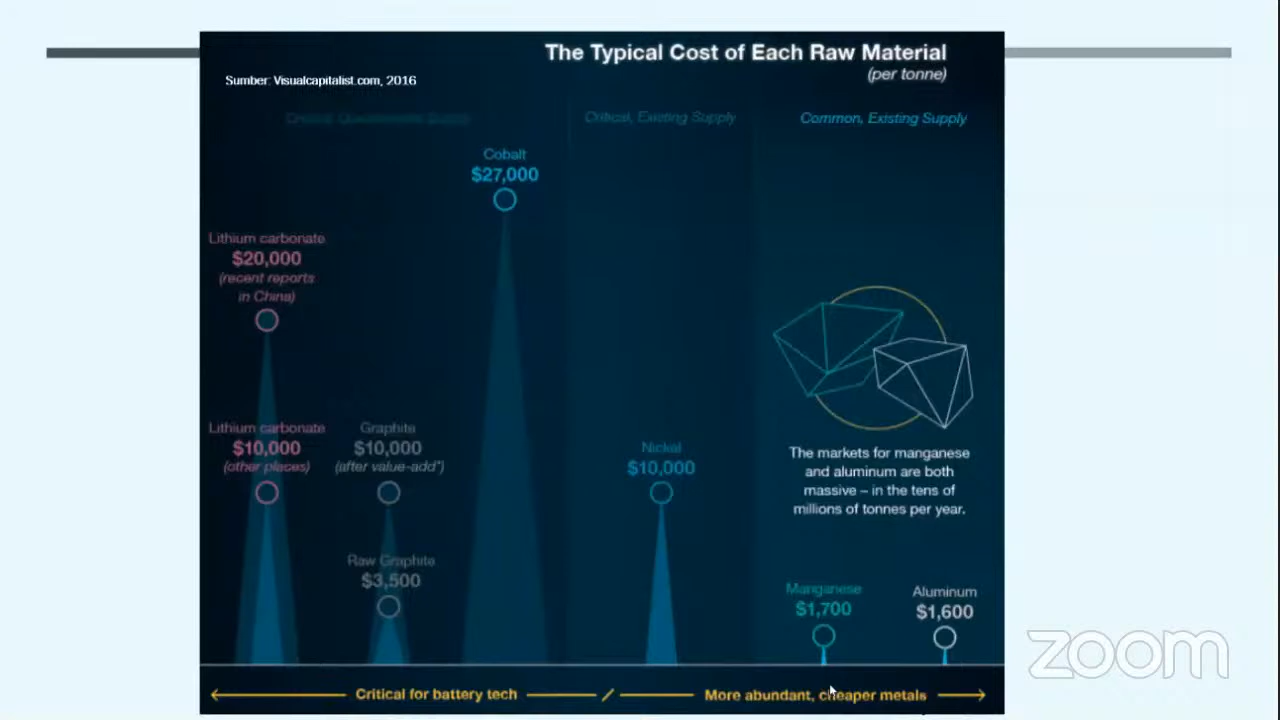 The Typical Cost of Each Raw Material
(per tonne)
Sumber: Visualcapitalist.com, 2016
Critical, Existing Supply
Common, Existing Supply
Cobalt
$27,000
Lithium carbonate
$20,000
(recent reports
in China)
Lithium carbonate
$10,000
(other places)
Graphite
$10,000
(after value-add*)
Raw Graphite
$3,500
Nickel
$10,000
The markets for manganese
and aluminum are both
massive – in the tens of
millions of tonnes per year.
Manganese
$1,700
Aluminum
$1,600
Critical for battery tech
/
More abundant, cheaper metals
zoom